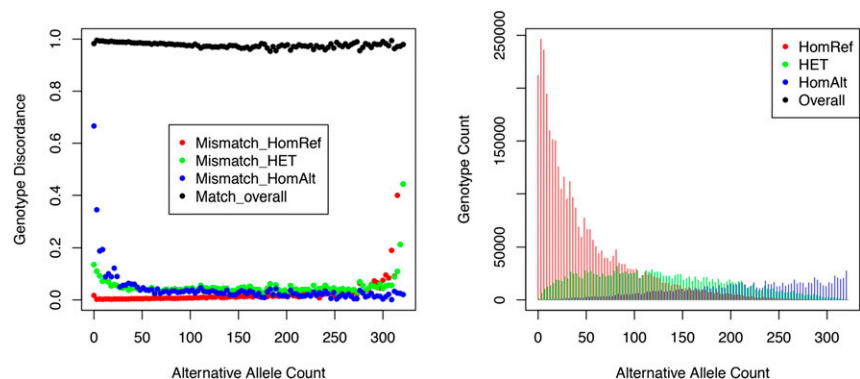 Genotype Discordance
1.0
0.8
0.6
0.4
0.2
0.0
Mismatch_HomRef
Mismatch_HET
Mismatch_HomAlt
Match_overall
0 50 100 150 200 250 300
Alternative Allele Count
Genotype Count
250000
150000
50000
0
HomRef
HET
HomAlt
Overall
0 50 100 150 200 250 300
Alternative Allele Count